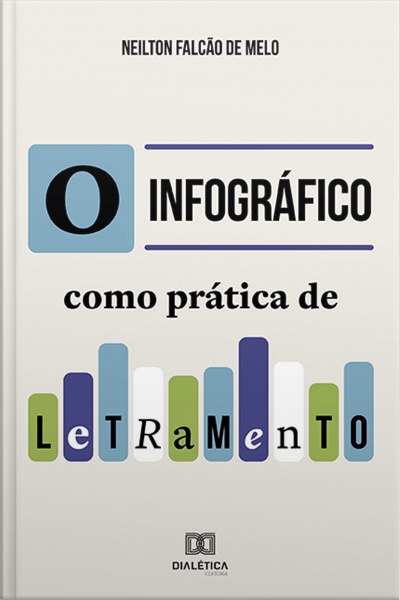 NEILTON FALCÃO DE MELO
O INFOGRÁFICO
como prática de
LeTRaMenTO
DIALÉTICA
EDITORA